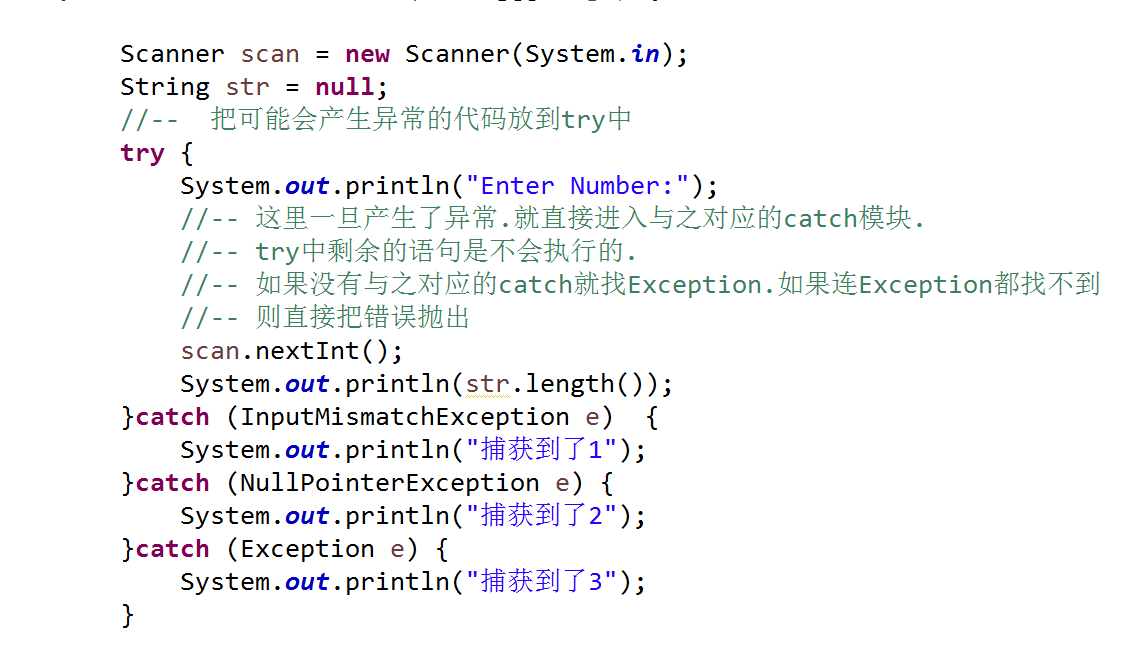 Scanner scan = new Scanner(System.in);
String str = null;
//-- 把可能会产生异常的代码放到try中
try {
System.out.println("Enter Number:");
//-- 这里一旦产生了异常.就直接进入与之对应的catch模块.
//-- try中剩余的语句是不会执行的.
//-- 如果没有与之对应的catch就找Exception.如果连Exception都找不到
//-- 则直接把错误抛出
scan.nextInt();
System.out.println(str.length());
}catch (InputMismatchException e)  {
System.out.println("捕获到了1");
}catch (NullPointerException e) {
System.out.println("捕获到了2");
}catch (Exception e) {
System.out.println("捕获到了3");
}